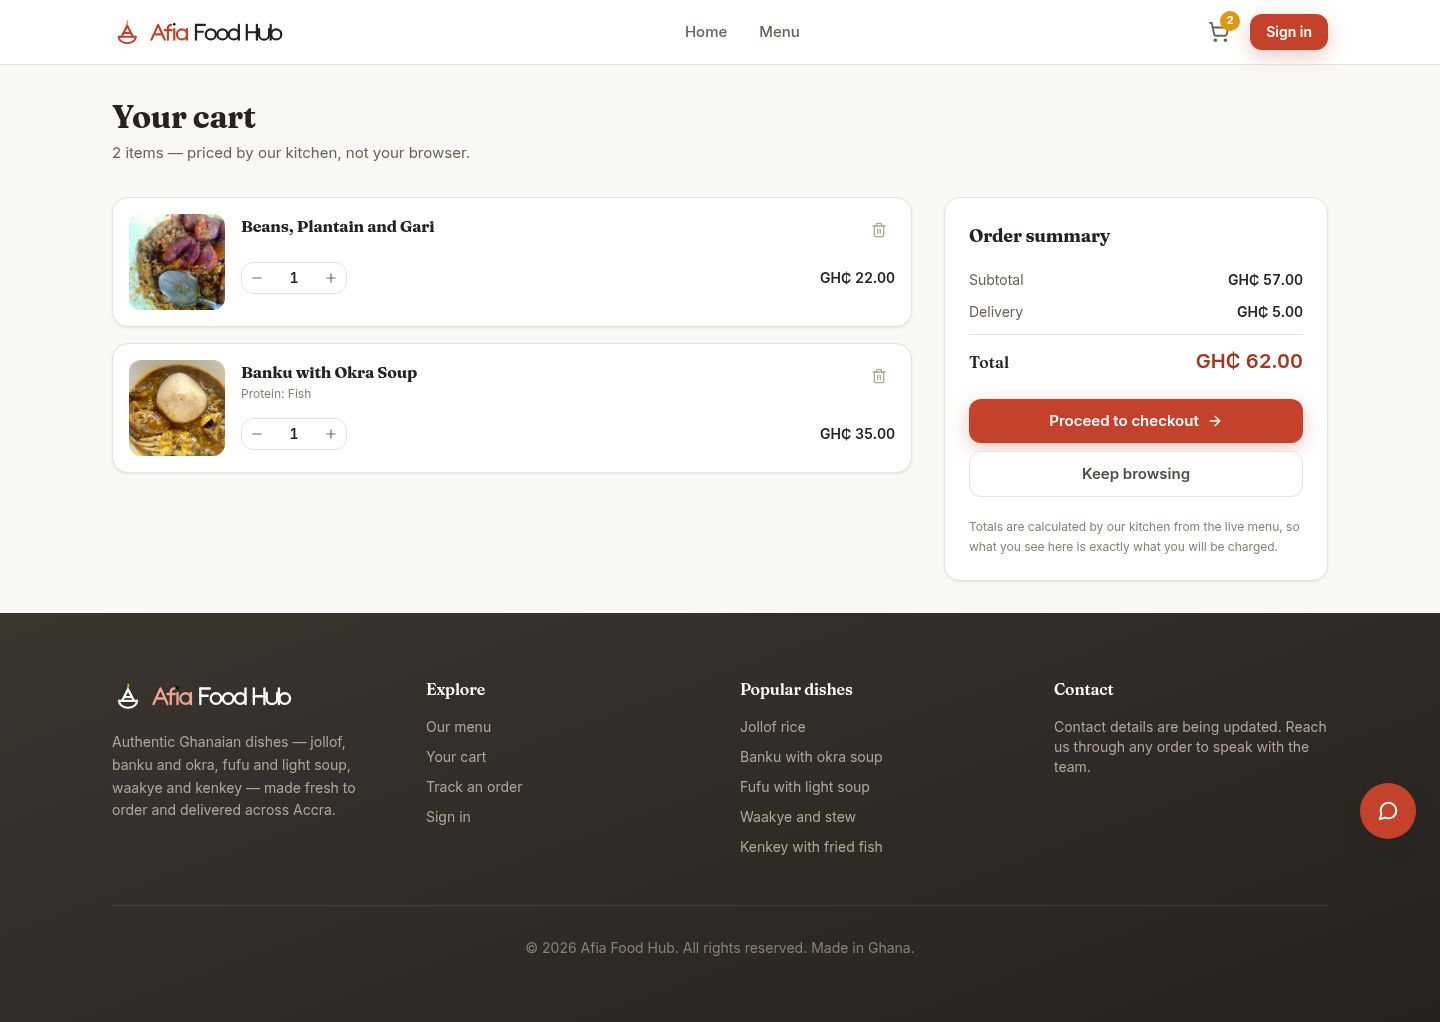 Afia Food Hub
Home
Menu
2
Sign in
Your cart
2 items — priced by our kitchen, not your browser.
Beans, Plantain and Gari
1
GH₵ 22.00
Banku with Okra Soup
Protein: Fish
1
GH₵ 35.00
Order summary
Subtotal
GH₵ 57.00
Delivery
GH₵ 5.00
Total
GH₵ 62.00
Proceed to checkout
Keep browsing
Totals are calculated by our kitchen from the live menu, so
what you see here is exactly what you will be charged.
Afia Food Hub
Authentic Ghanaian dishes — jollof,
banku and okra, fufu and light soup,
waakye and kenkey — made fresh to
order and delivered across Accra.
Explore
Our menu
Your cart
Track an order
Sign in
Popular dishes
Jollof rice
Banku with okra soup
Fufu with light soup
Waakye and stew
Kenkey with fried fish
Contact
Contact details are being updated. Reach
us through any order to speak with the
team.
© 2026 Afia Food Hub. All rights reserved. Made in Ghana.